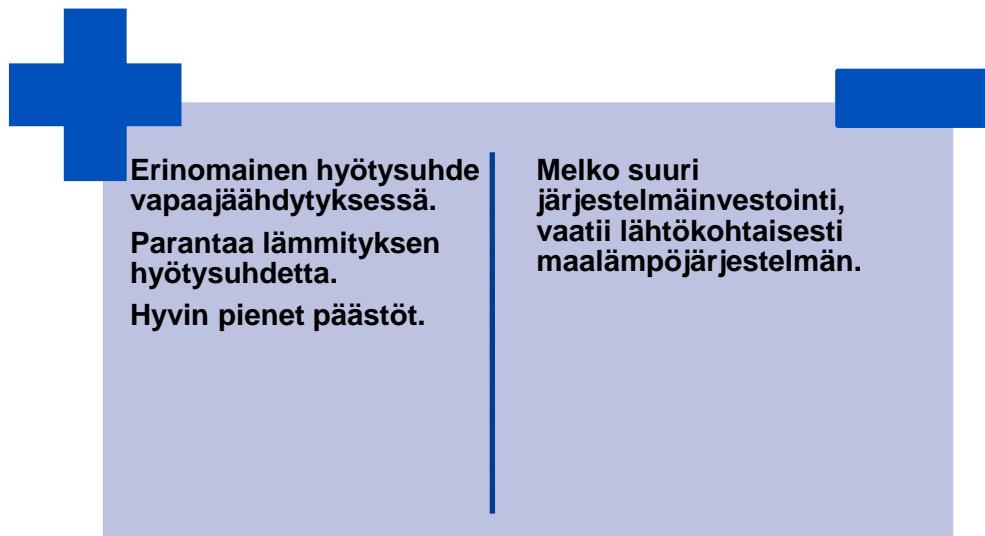 Erinomainen hyötysuhde
vapaajäähdytyksessä.
Parantaa lämmityksen
hyötysuhdetta.
Hyvin pienet päästöt.
Melko suuri
järjestelmäinvestointi,
vaatii lähtökohtaisesti
maalämpöjärjestelmän.